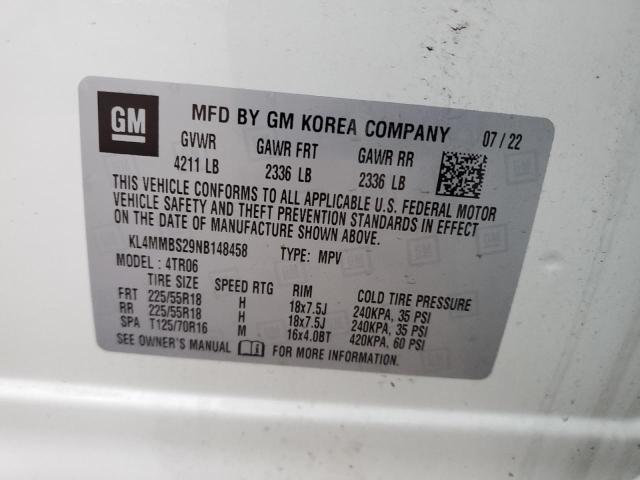 GM MFD BY GM KOREA COMPANY 07 / 22
GVWR GAWR FRT GAWR RR
4211 LB 2336 LB 2336 LB
THIS VEHICLE CONFORMS TO ALL APPLICABLE U.S. FEDERAL MOTOR
VEHICLE SAFETY AND THEFT PREVENTION STANDARDS IN EFFECT
ON THE DATE OF MANUFACTURE SHOWN ABOVE.
KL4MMBS29NB148458 TYPE: MPV
MODEL : 4TR06
TIRE SIZE SPEED RTG RIM COLD TIRE PRESSURE
FRT 225/55R18 H 18x7.5J 240KPA, 35 PSI
RR 225/55R18 H 18x7.5J 240KPA, 35 PSI
SPA T125/70R16 M 16x4.0BT 420KPA, 60 PSI
SEE OWNER'S MANUAL FOR MORE INFORMATION.